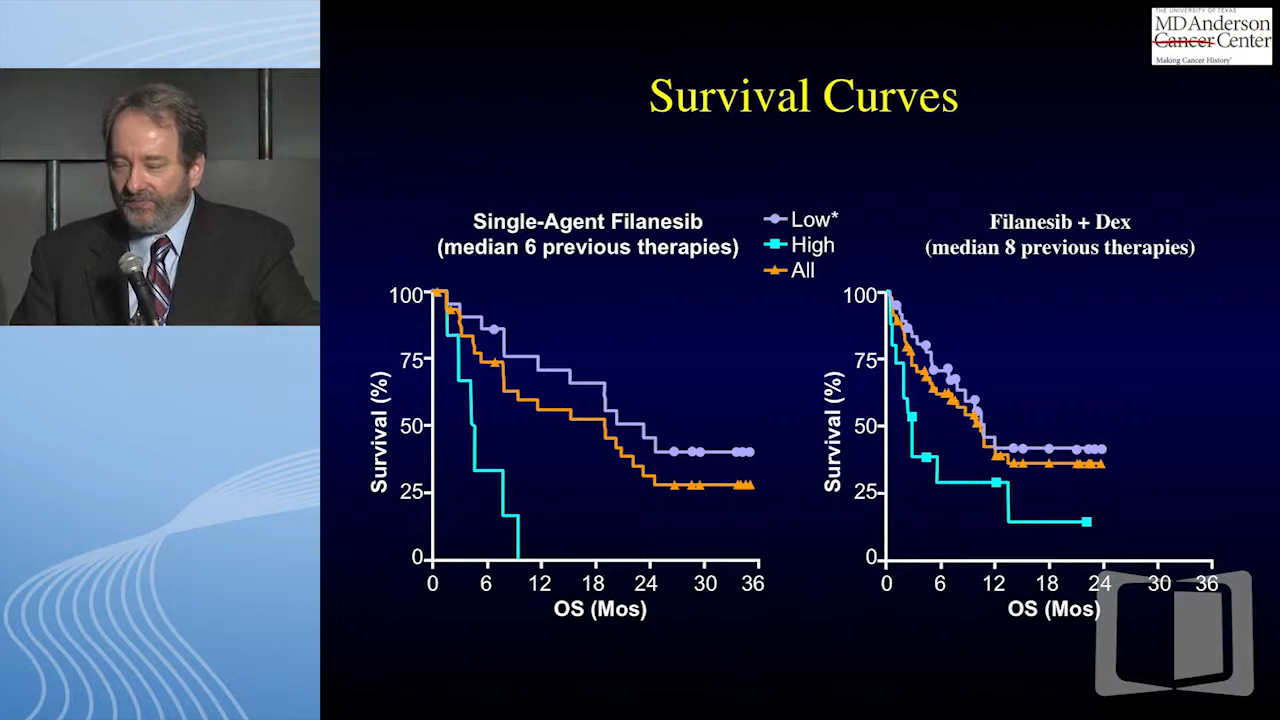 THE UNIVERSITY OF TEXAS
MD Anderson
Cancer Center
Making Cancer History®
Survival Curves
Single-Agent Filanesib
(median 6 previous therapies)
Low*
High
All
Filanesib + Dex
(median 8 previous therapies)
Survival (%)
100
75
50
25
0
0 6 12 18 24 30 36
OS (Mos)
Survival (%)
100
75
50
25
0
0 6 12 18 24 30 36
OS (Mos)